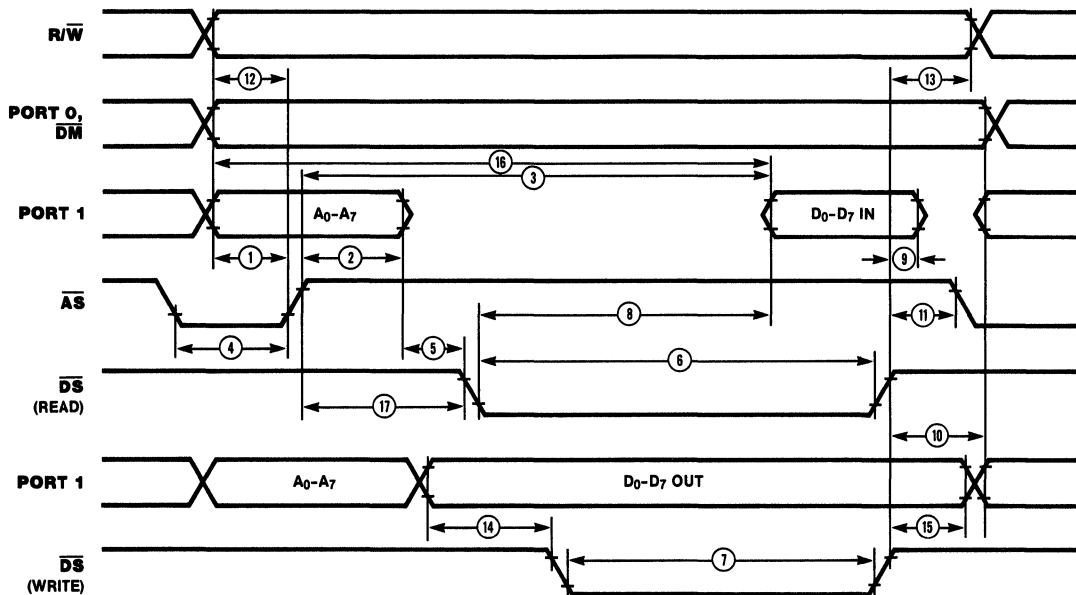 R/W
12
13
PORT 0,
DM
16
3
PORT 1
A0-A7
D0-D7 IN
1
2
9
AS
8
11
4
5
6
DS
(READ)
17
10
PORT 1
A0-A7
D0-D7 OUT
14
15
7
DS
(WRITE)